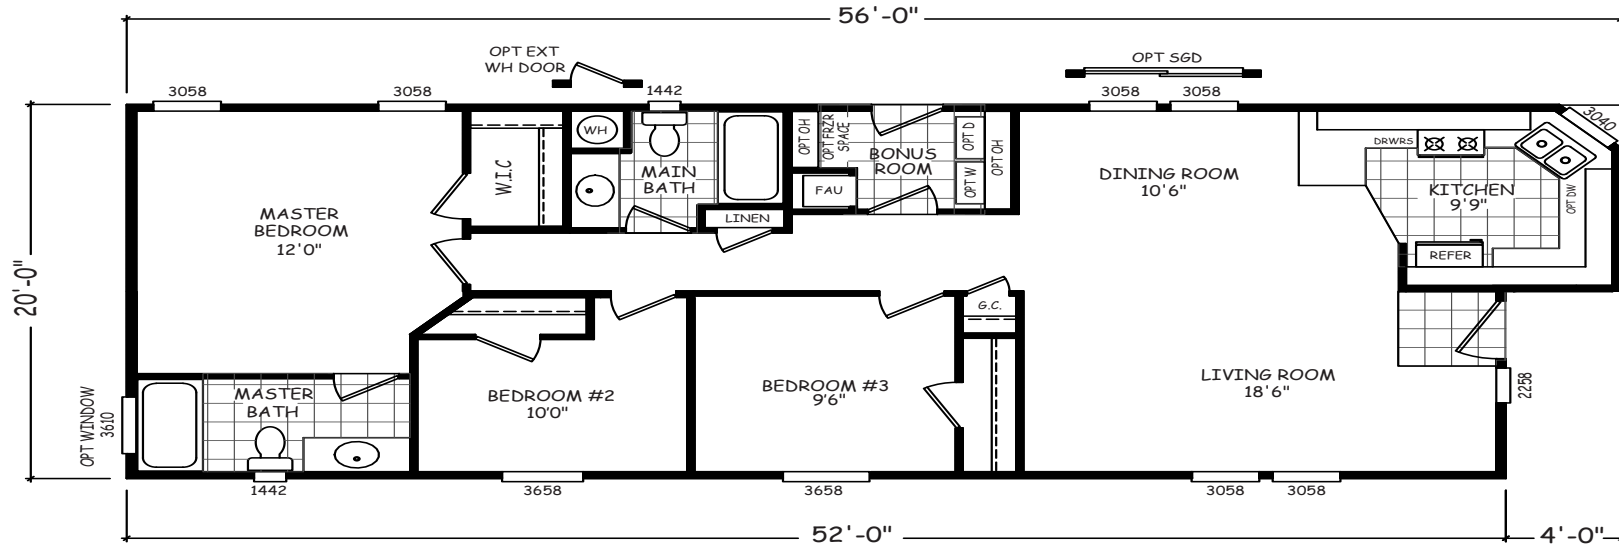 56'-0"
OPT EXT
WH DOOR
OPT SGD
3058
3058
1442
3058
3058
3040
WH
W.I.C
MAIN
BATH
OPT OH
OPT FRZR
SPACE
BONUS
ROOM
OPT D
OPT W
OPT OH
FAU
LINEN
DINING ROOM
10'6"
DRWRS
KITCHEN
9'9"
OPT DW
REFER
MASTER
BEDROOM
12'0"
20'-0"
G.C.
MASTER
BATH
BEDROOM #2
10'0"
BEDROOM #3
9'6"
LIVING ROOM
18'6"
2258
OPT WINDOW
3610
1442
3658
3658
3058
3058
52'-0"
4'-0"